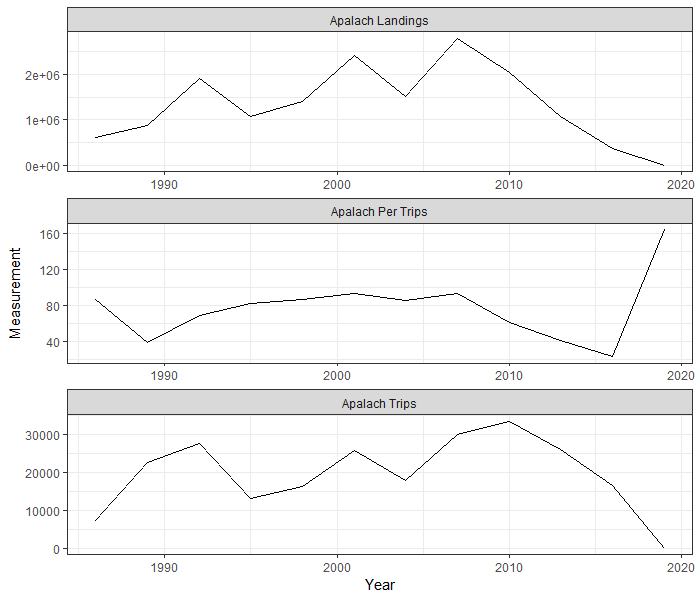 Apalach Landings
2e+06
1e+06
0e+00
1990 2000 2010 2020
Apalach Per Trips
160
120
80
40
1990 2000 2010 2020
Measurement
Apalach Trips
30000
20000
10000
0
1990 2000 2010 2020
Year